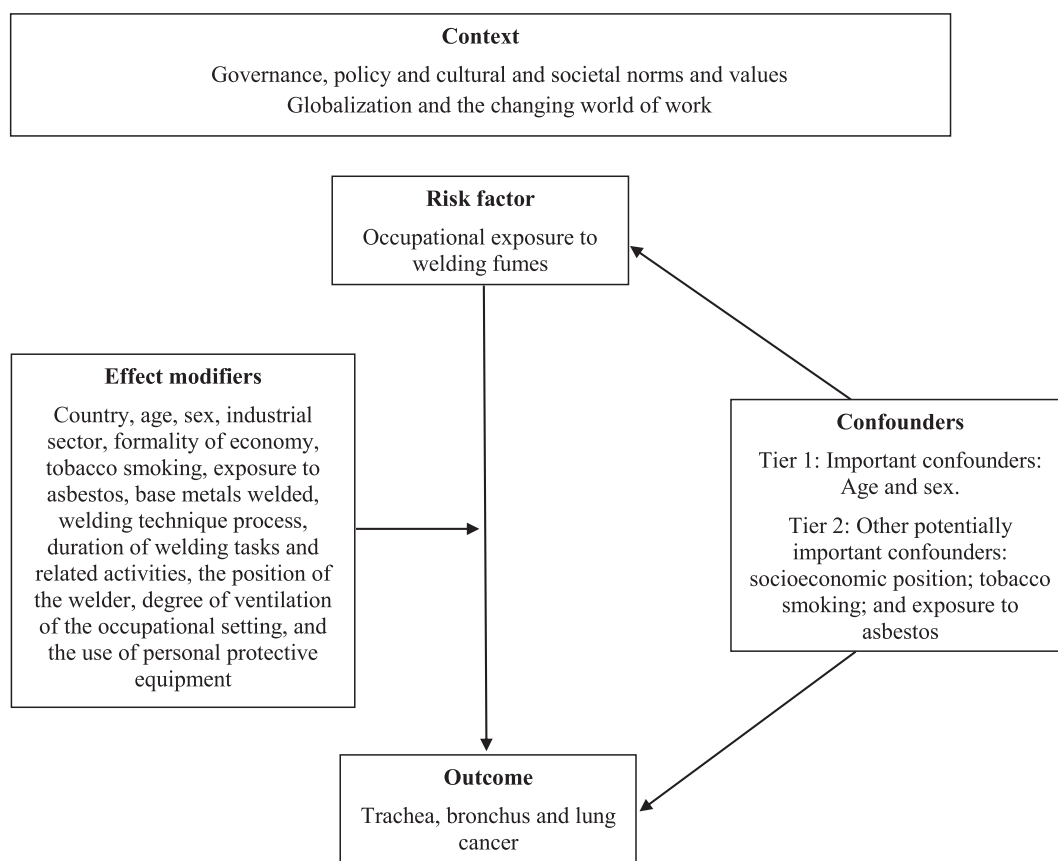 Context
Governance, policy and cultural and societal norms and values
Globalization and the changing world of work
Risk factor
Occupational exposure to
welding fumes
Effect modifiers
Country, age, sex, industrial
sector, formality of economy,
tobacco smoking, exposure to
asbestos, base metals welded,
welding technique process,
duration of welding tasks and
related activities, the position of
the welder, degree of ventilation
of the occupational setting, and
the use of personal protective
equipment
Confounders
Tier 1: Important confounders:
Age and sex.
Tier 2: Other potentially
important confounders:
socioeconomic position; tobacco
smoking; and exposure to
asbestos
Outcome
Trachea, bronchus and lung
cancer